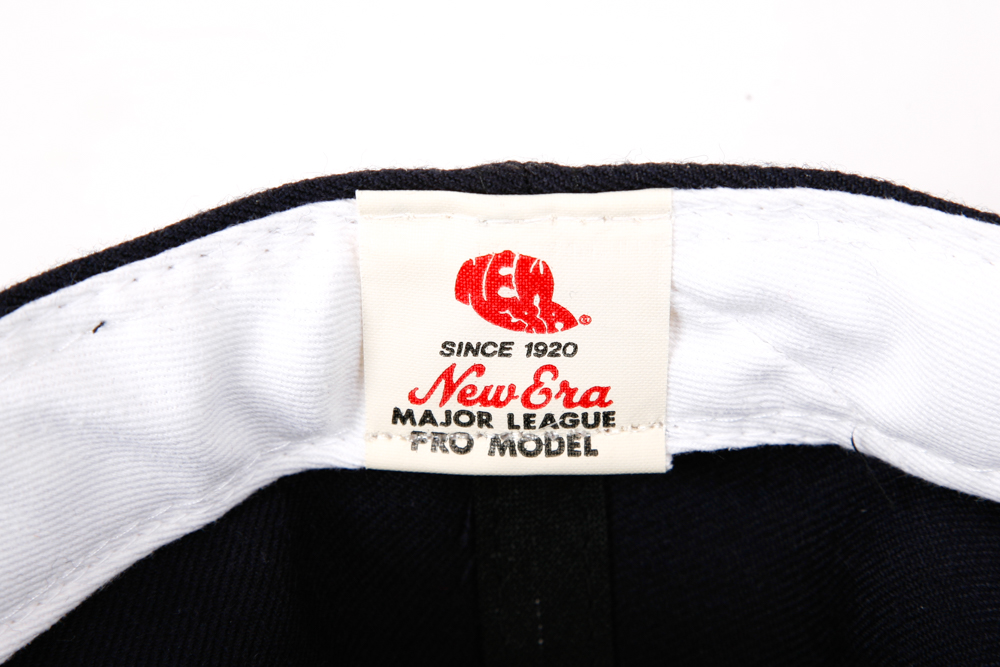 NEW
ERA
®
SINCE 1920
New Era
MAJOR LEAGUE
PRO MODEL